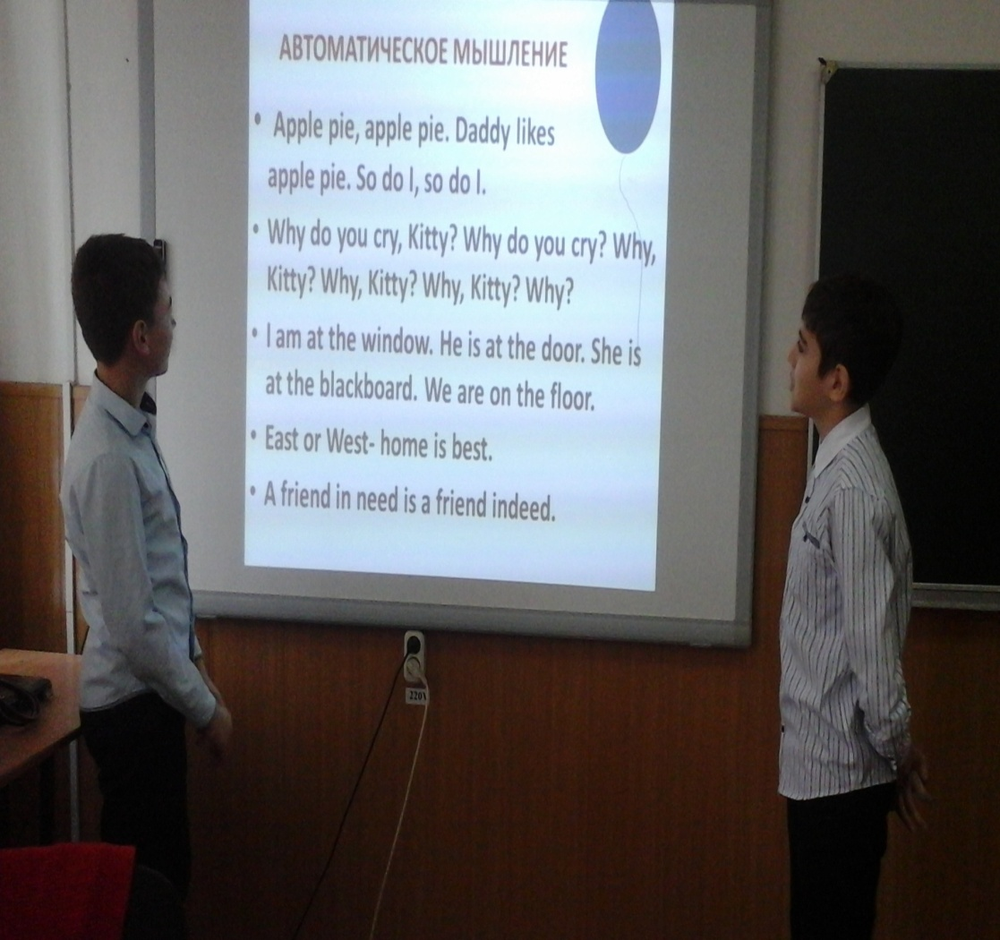 АВТОМАТИЧЕСКОЕ МЫШЛЕНИЕ
• Apple pie, apple pie. Daddy likes
apple pie. So do I, so do I.
• Why do you cry, Kitty? Why do you cry? Why,
Kitty? Why, Kitty? Why, Kitty? Why?
• I am at the window. He is at the door. She is
at the blackboard. We are on the floor.
• East or West- home is best.
• A friend in need is a friend indeed.
220V